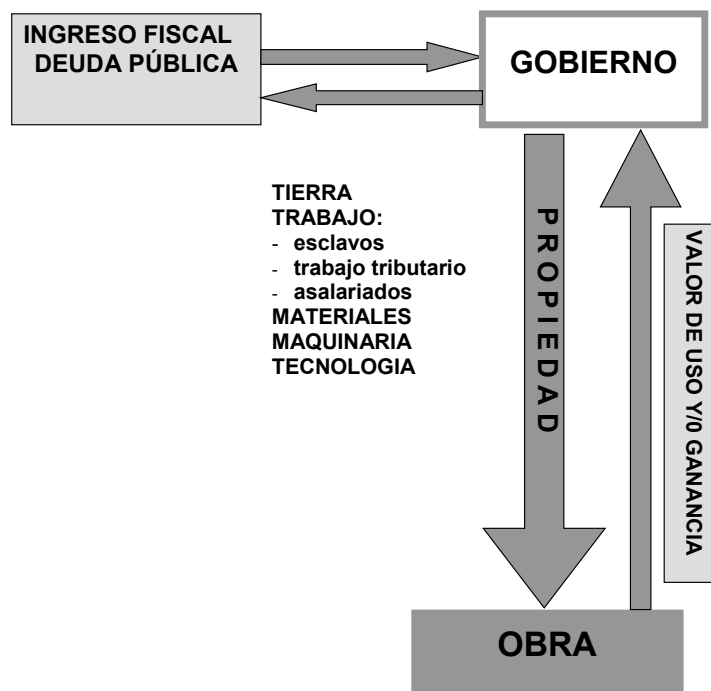 INGRESO FISCAL
DEUDA PÚBLICA
GOBIERNO
TIERRA
TRABAJO:
- esclavos
- trabajo tributario
- asalariados
MATERIALES
MAQUINARIA
TECNOLOGIA
PROPIEDAD
VALOR DE USO Y/0 GANANCIA
OBRA